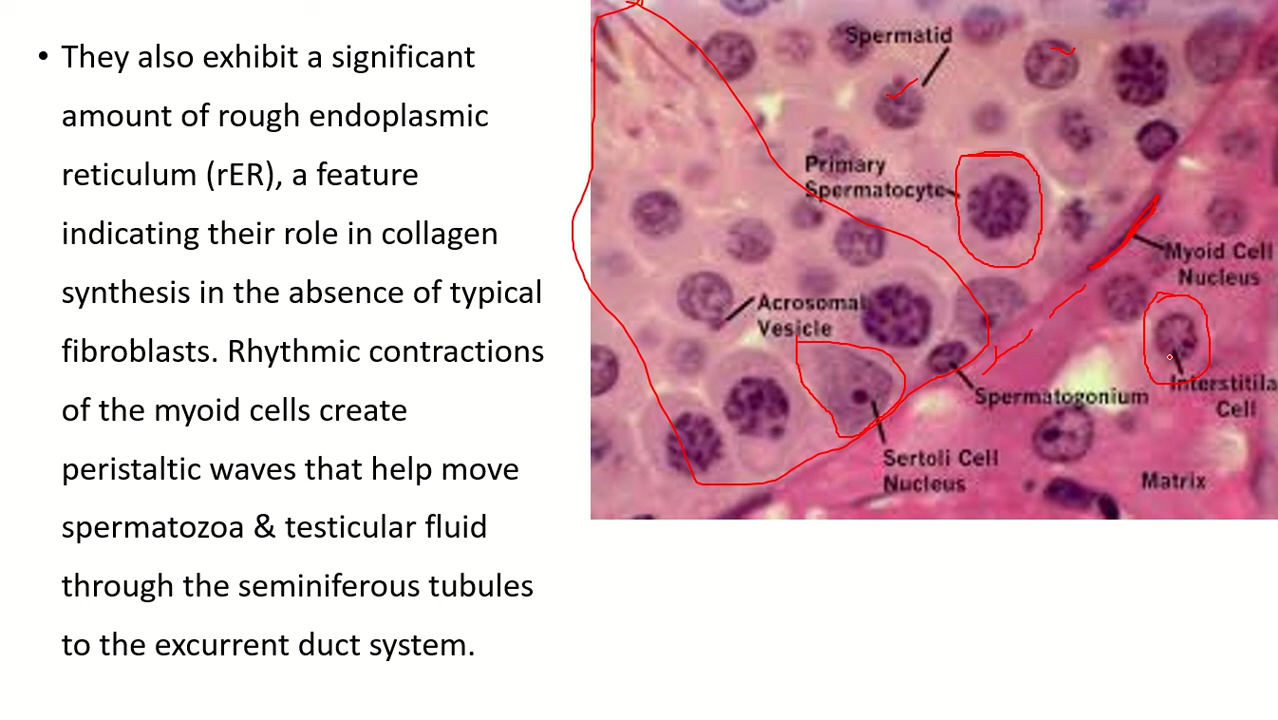 • They also exhibit a significant
amount of rough endoplasmic
reticulum (rER), a feature
indicating their role in collagen
synthesis in the absence of typical
fibroblasts. Rhythmic contractions
of the myoid cells create
peristaltic waves that help move
spermatozoa & testicular fluid
through the seminiferous tubules
to the excurrent duct system.
Spermatid
Primary
Spermatocyte
Myoid Cell
Nucleus
Acrosomal
Vesicle
Interstitila
Cell
Spermatogonium
Sertoli Cell
Nucleus
Matrix